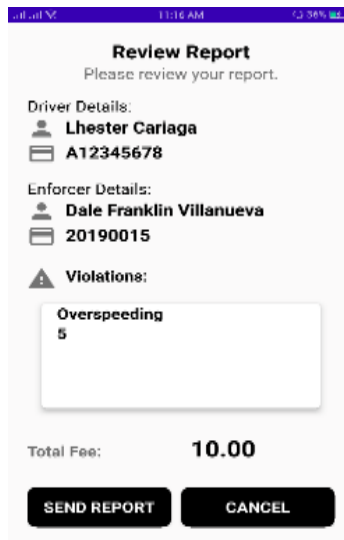 11:16 AM
36%
Review Report
Please review your report.
Driver Details:
Lhester Cariaga
A12345678
Enforcer Details:
Dale Franklin Villanueva
20190015
Violations:
Overspeeding
5
Total Fee: 10.00
SEND REPORT CANCEL